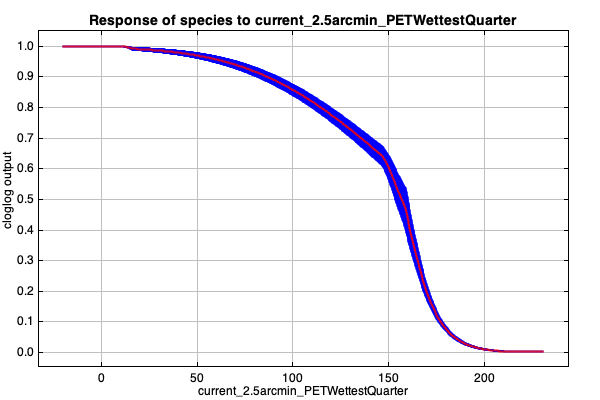 Response of species to current_2.5arcmin_PETWettestQuarter
1.0
0.9
0.8
0.7
0.6
0.5
0.4
0.3
0.2
0.1
0.0
cloglog output
0 50 100 150 200
current_2.5arcmin_PETWettestQuarter